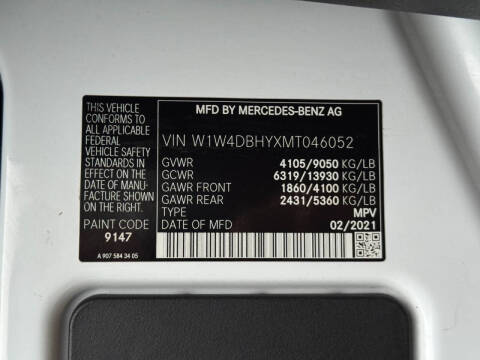 THIS VEHICLE
CONFORMS TO
ALL APPLICABLE
FEDERAL
VEHICLE SAFETY
STANDARDS
IN EFFECT ON THE
DATE OF MANU-
FACTURE SHOWN
ON THE RIGHT.
PAINT CODE
9147
A 907 584 34 05
MFD BY MERCEDES-BENZ AG
VIN W1W4DBHYXMT046052
GVWR 4105/9050 KG/LB
GCWR 6319/13930 KG/LB
GAWR FRONT 1860/4100 KG/LB
GAWR REAR 2431/5360 KG/LB
TYPE MPV
DATE OF MFD 02/2021